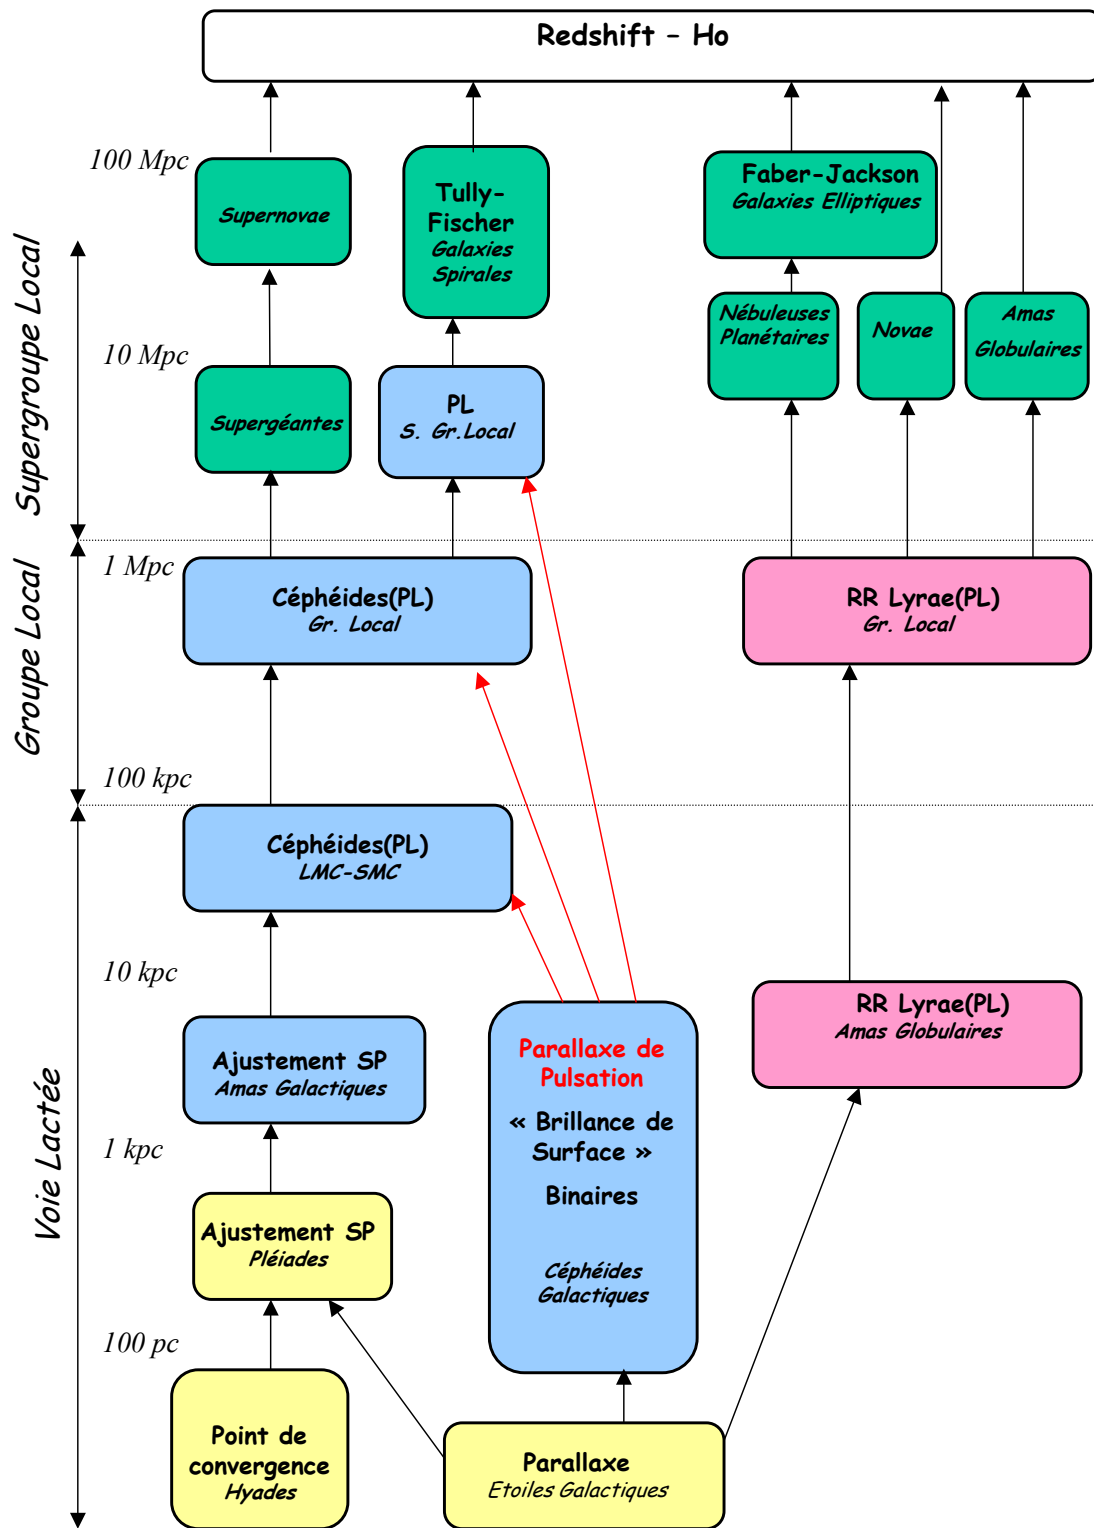 Redshift – Ho
100 Mpc
Supernovae
Tully-
Fischer
Galaxies
Spirales
Faber-Jackson
Galaxies Elliptiques
Supergroupe Local
Nébuleuses
Planétaires
Novae
Amas
Globulaires
10 Mpc
Supergéantes
PL
S. Gr.Local
1 Mpc
Groupe Local
Céphéides(PL)
Gr. Local
RR Lyrae(PL)
Gr. Local
100 kpc
Céphéides(PL)
LMC-SMC
10 kpc
RR Lyrae(PL)
Amas Globulaires
Voie Lactée
Ajustement SP
Amas Galactiques
Parallaxe de
Pulsation
« Brillance de
Surface »
Binaires
Céphéides
Galactiques
1 kpc
Ajustement SP
Pléiades
100 pc
Point de
convergence
Hyades
Parallaxe
Etoiles Galactiques